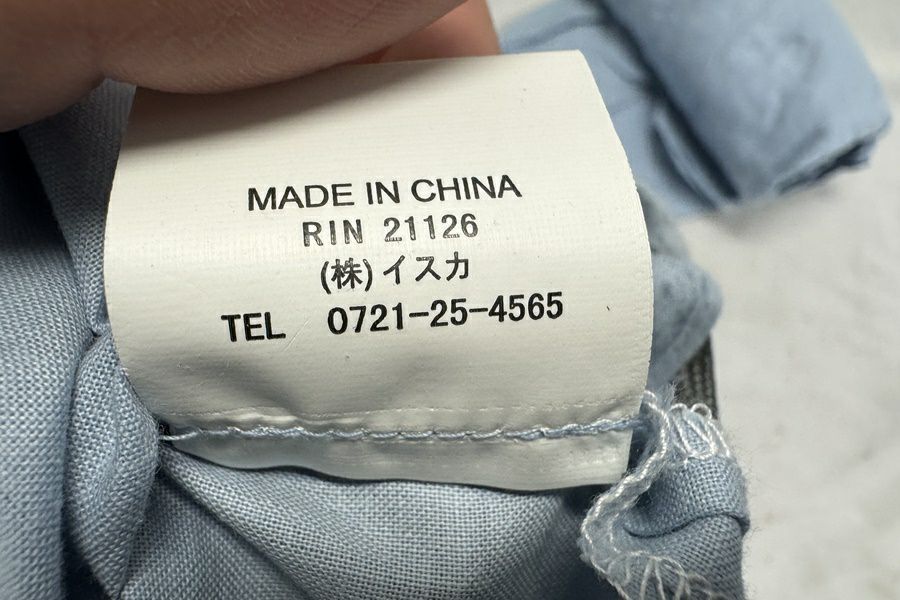 MADE IN CHINA
RIN 21126
(株)イスカ
TEL 0721-25-4565